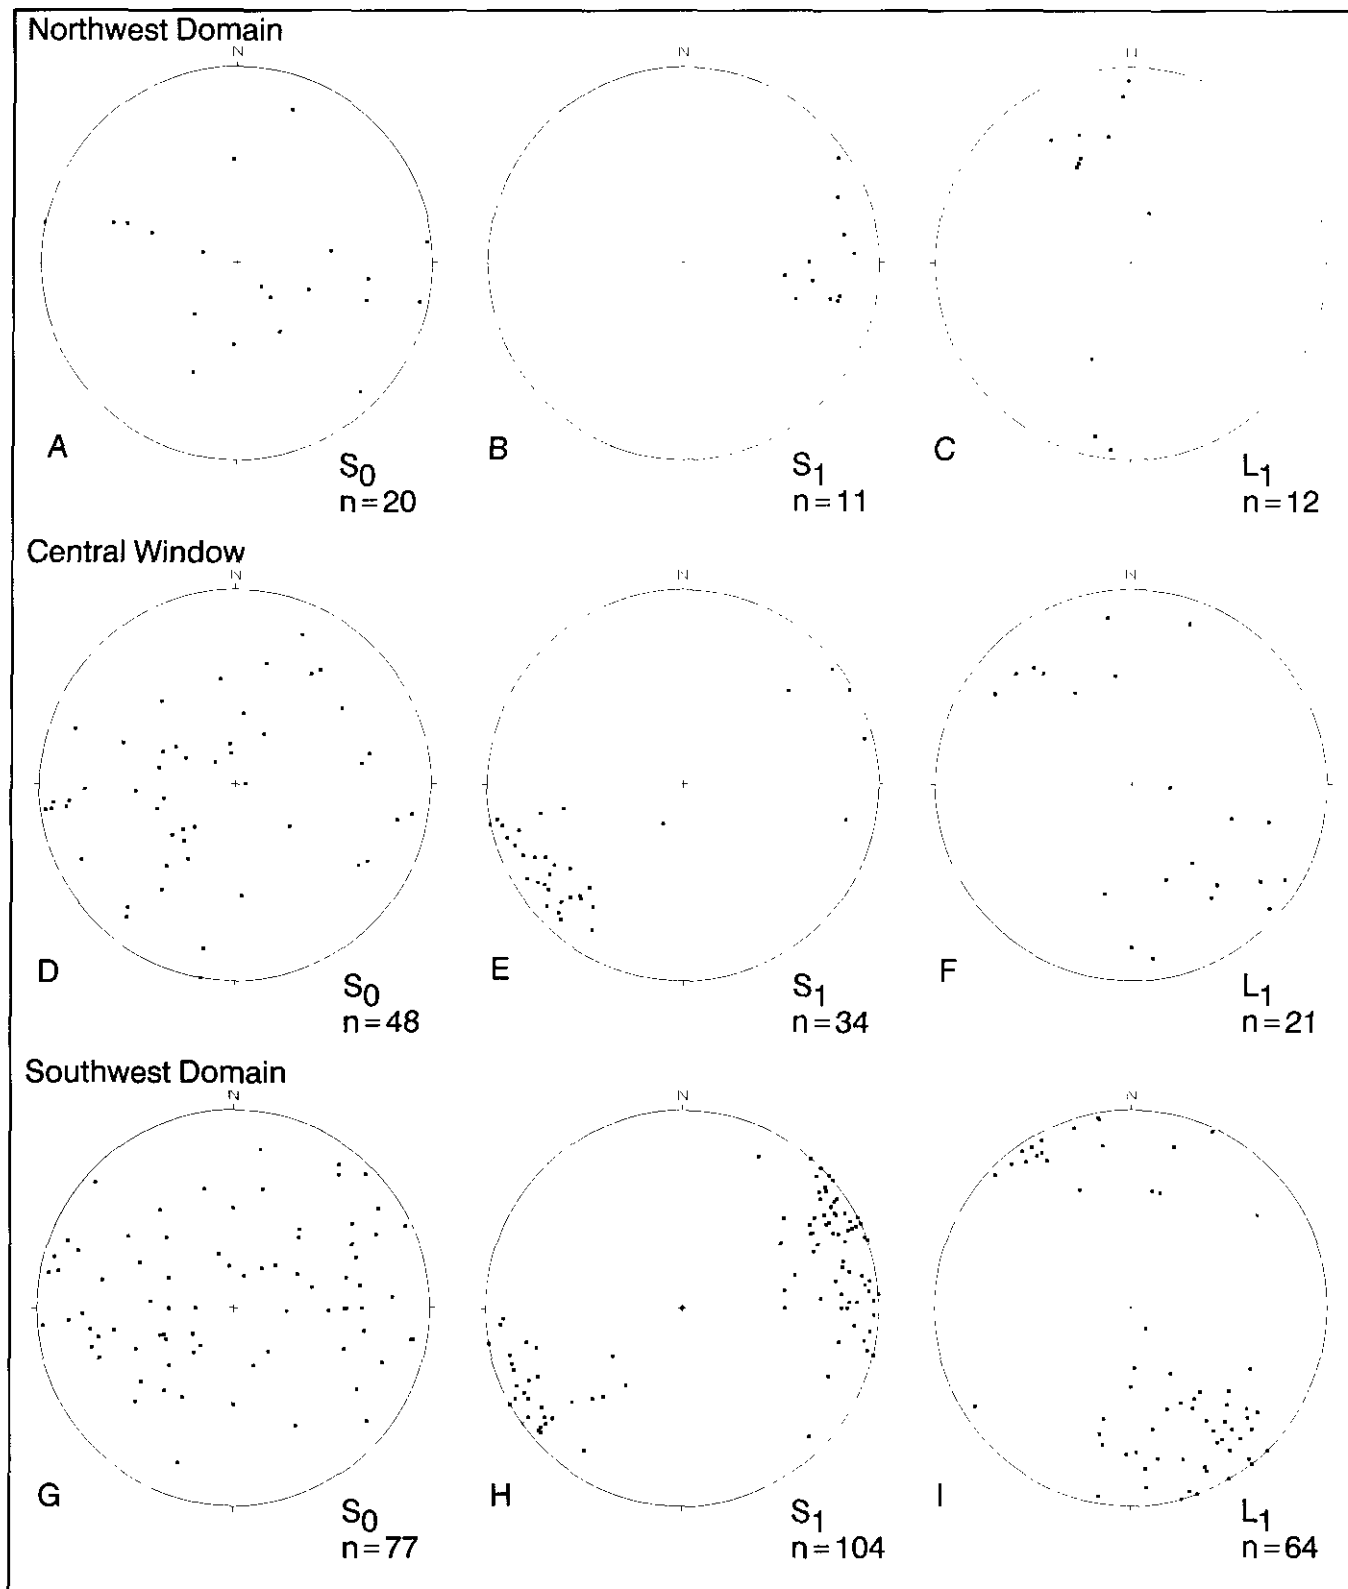 Northwest Domain
N
N
N
A
S0
n=20
B
S1
n=11
C
L1
n=12
Central Window
N
N
N
D
S0
n=48
E
S1
n=34
F
L1
n=21
Southwest Domain
N
N
N
G
S0
n=77
H
S1
n=104
I
L1
n=64